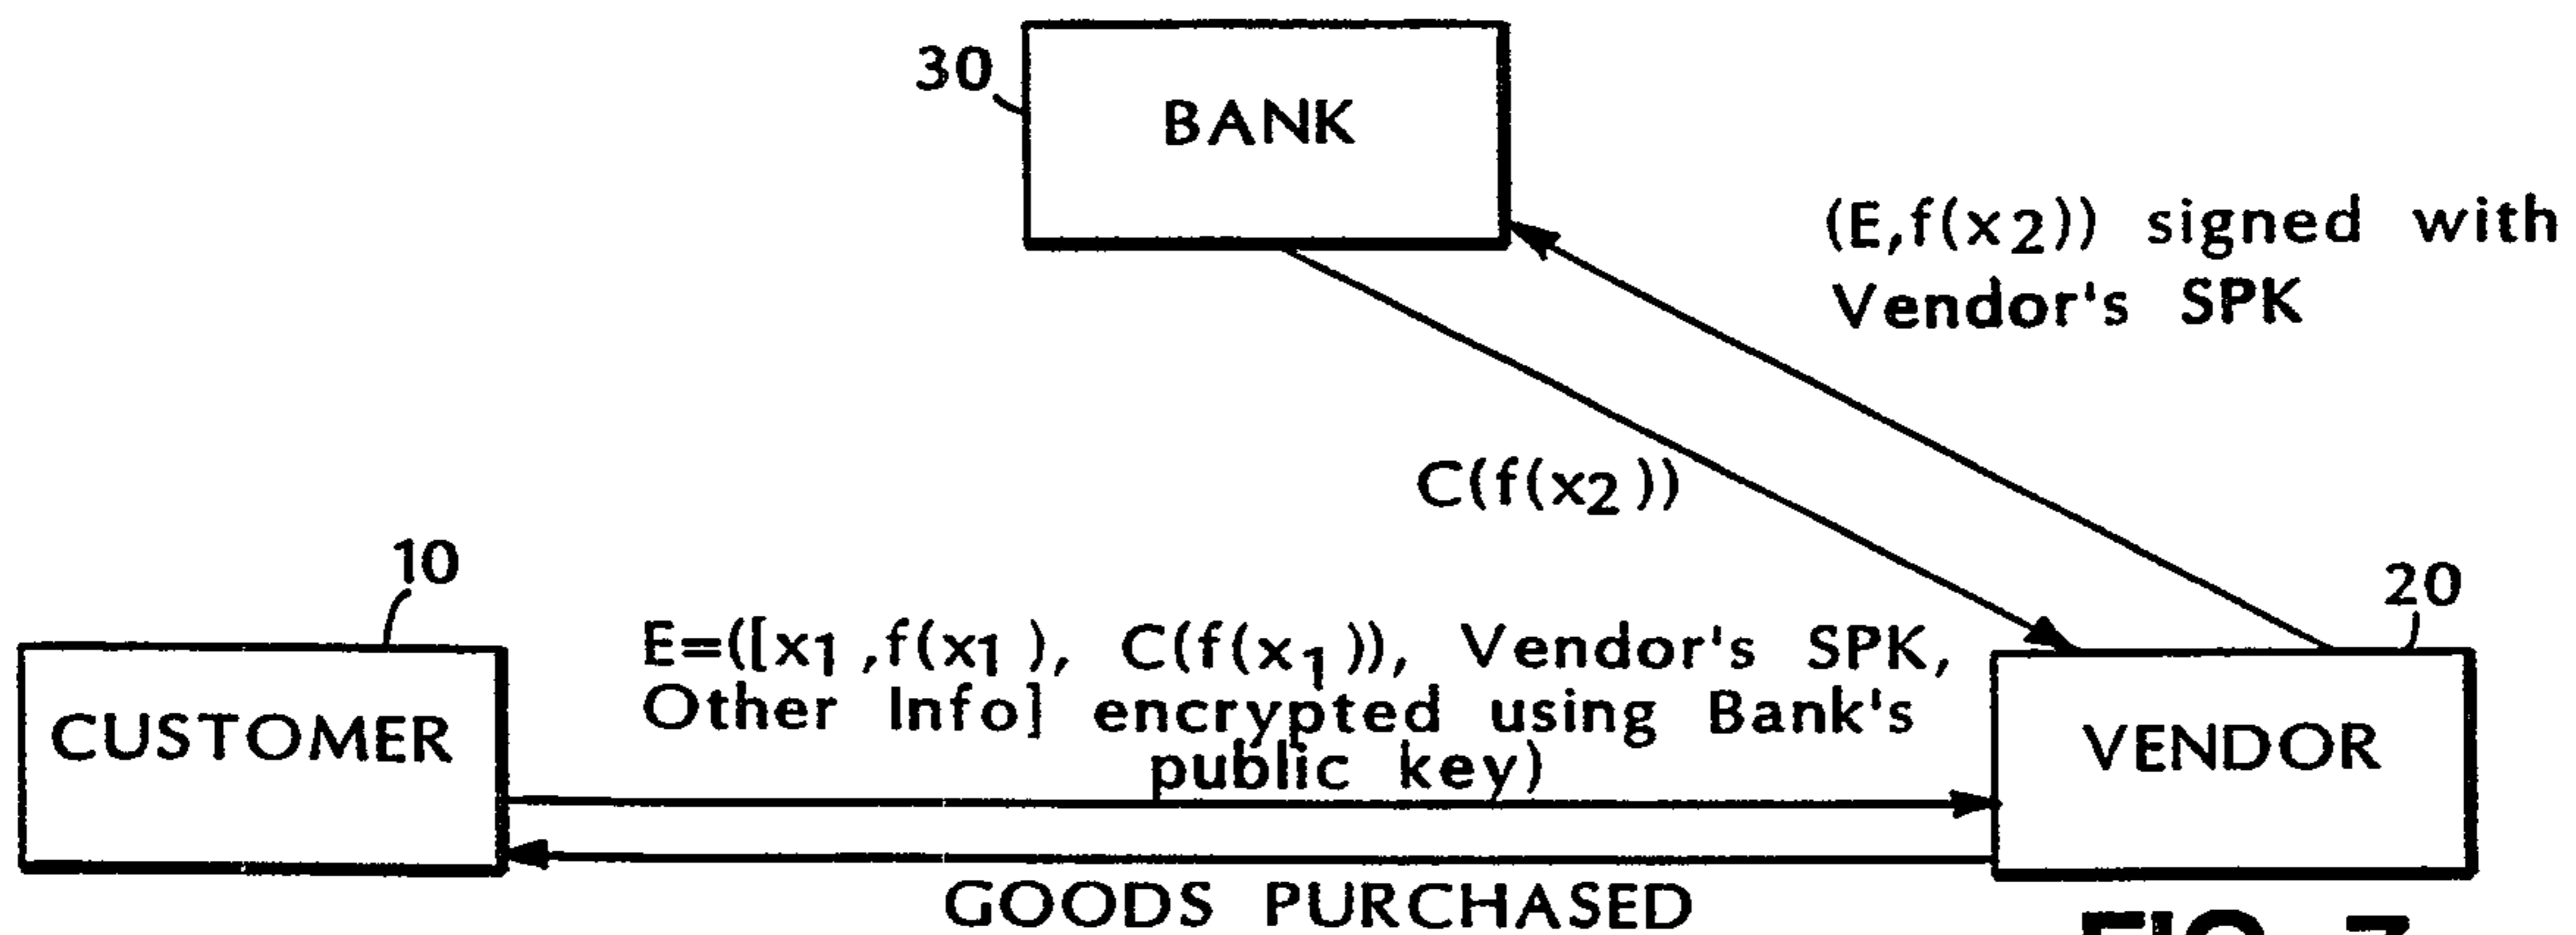 30
BANK
(E,f(x2)) signed with
Vendor's SPK
C(f(x2))
10
20
E=([x1,f(x1), C(f(x1)), Vendor's SPK,
Other Info] encrypted using Bank's
public key)
CUSTOMER
VENDOR
GOODS PURCHASED